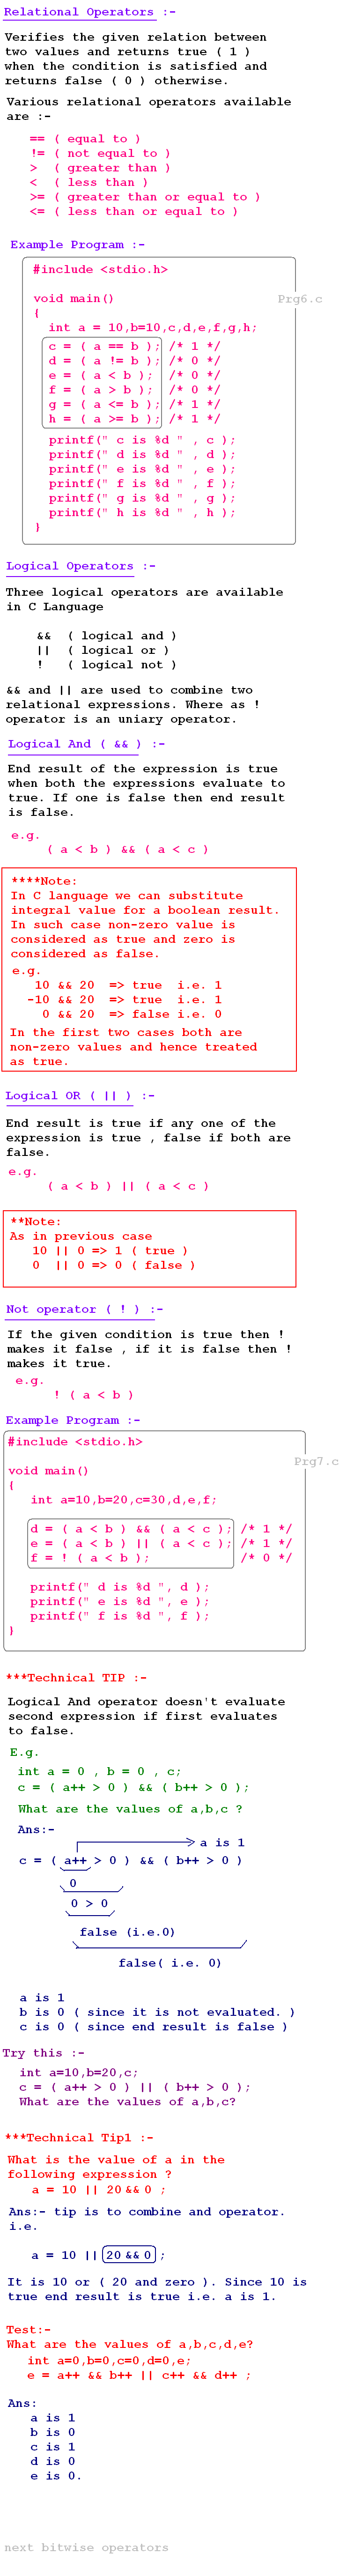 Relational Operators :-
Verifies the given relation between
two values and returns true ( 1 )
when the condition is satisfied and
returns false ( 0 ) otherwise.
Various relational operators available
are :-
== ( equal to )
!= ( not equal to )
> ( greater than )
< ( less than )
>= ( greater than or equal to )
<= ( less than or equal to )
Example Program :-
#include <stdio.h>
Prg6.c
void main()
{
int a = 10,b=10,c,d,e,f,g,h;
c = ( a == b ); /* 1 */
d = ( a != b ); /* 0 */
e = ( a < b ); /* 0 */
f = ( a > b ); /* 0 */
g = ( a <= b ); /* 1 */
h = ( a >= b ); /* 1 */
printf(" c is %d " , c );
printf(" d is %d " , d );
printf(" e is %d " , e );
printf(" f is %d " , f );
printf(" g is %d " , g );
printf(" h is %d " , h );
}
Logical Operators :-
Three logical operators are available
in C Language
&& ( logical and )
|| ( logical or )
! ( logical not )
&& and || are used to combine two
relational expressions. Where as !
operator is an uniary operator.
Logical And ( && ) :-
End result of the expression is true
when both the expressions evaluate to
true. If one is false then end result
is false.
e.g.
( a < b ) && ( a < c )
****Note:
In C language we can substitute
integral value for a boolean result.
In such case non-zero value is
considered as true and zero is
considered as false.
e.g.
10 && 20 => true i.e. 1
-10 && 20 => true i.e. 1
0 && 20 => false i.e. 0
In the first two cases both are
non-zero values and hence treated
as true.
Logical OR ( || ) :-
End result is true if any one of the
expression is true , false if both are
false.
e.g.
( a < b ) || ( a < c )
**Note:
As in previous case
10 || 0 => 1 ( true )
0 || 0 => 0 ( false )
Not operator ( ! ) :-
If the given condition is true then !
makes it false , if it is false then !
makes it true.
e.g.
! ( a < b )
Example Program :-
#include <stdio.h>
Prg7.c
void main()
{
int a=10,b=20,c=30,d,e,f;
d = ( a < b ) && ( a < c ); /* 1 */
e = ( a < b ) || ( a < c ); /* 1 */
f = ! ( a < b ); /* 0 */
printf(" d is %d ", d );
printf(" e is %d ", e );
printf(" f is %d ", f );
}
***Technical TIP :-
Logical And operator doesn't evaluate
second expression if first evaluates
to false.
E.g.
int a = 0 , b = 0 , c;
c = ( a++ > 0 ) && ( b++ > 0 );
What are the values of a,b,c ?
Ans:-
a is 1
c = ( a++ > 0 ) && ( b++ > 0 )
0
0 > 0
false (i.e.0)
false( i.e. 0)
a is 1
b is 0 ( since it is not evaluated. )
c is 0 ( since end result is false )
Try this :-
int a=10,b=20,c;
c = ( a++ > 0 ) || ( b++ > 0 );
What are the values of a,b,c?
***Technical Tip1 :-
What is the value of a in the
following expression ?
a = 10 || 20 && 0 ;
Ans:- tip is to combine and operator.
i.e.
a = 10 || 20 && 0 ;
It is 10 or ( 20 and zero ). Since 10 is
true end result is true i.e. a is 1.
Test:-
What are the values of a,b,c,d,e?
int a=0,b=0,c=0,d=0,e;
e = a++ && b++ || c++ && d++ ;
Ans:
a is 1
b is 0
c is 1
d is 0
e is 0.
next bitwise operators